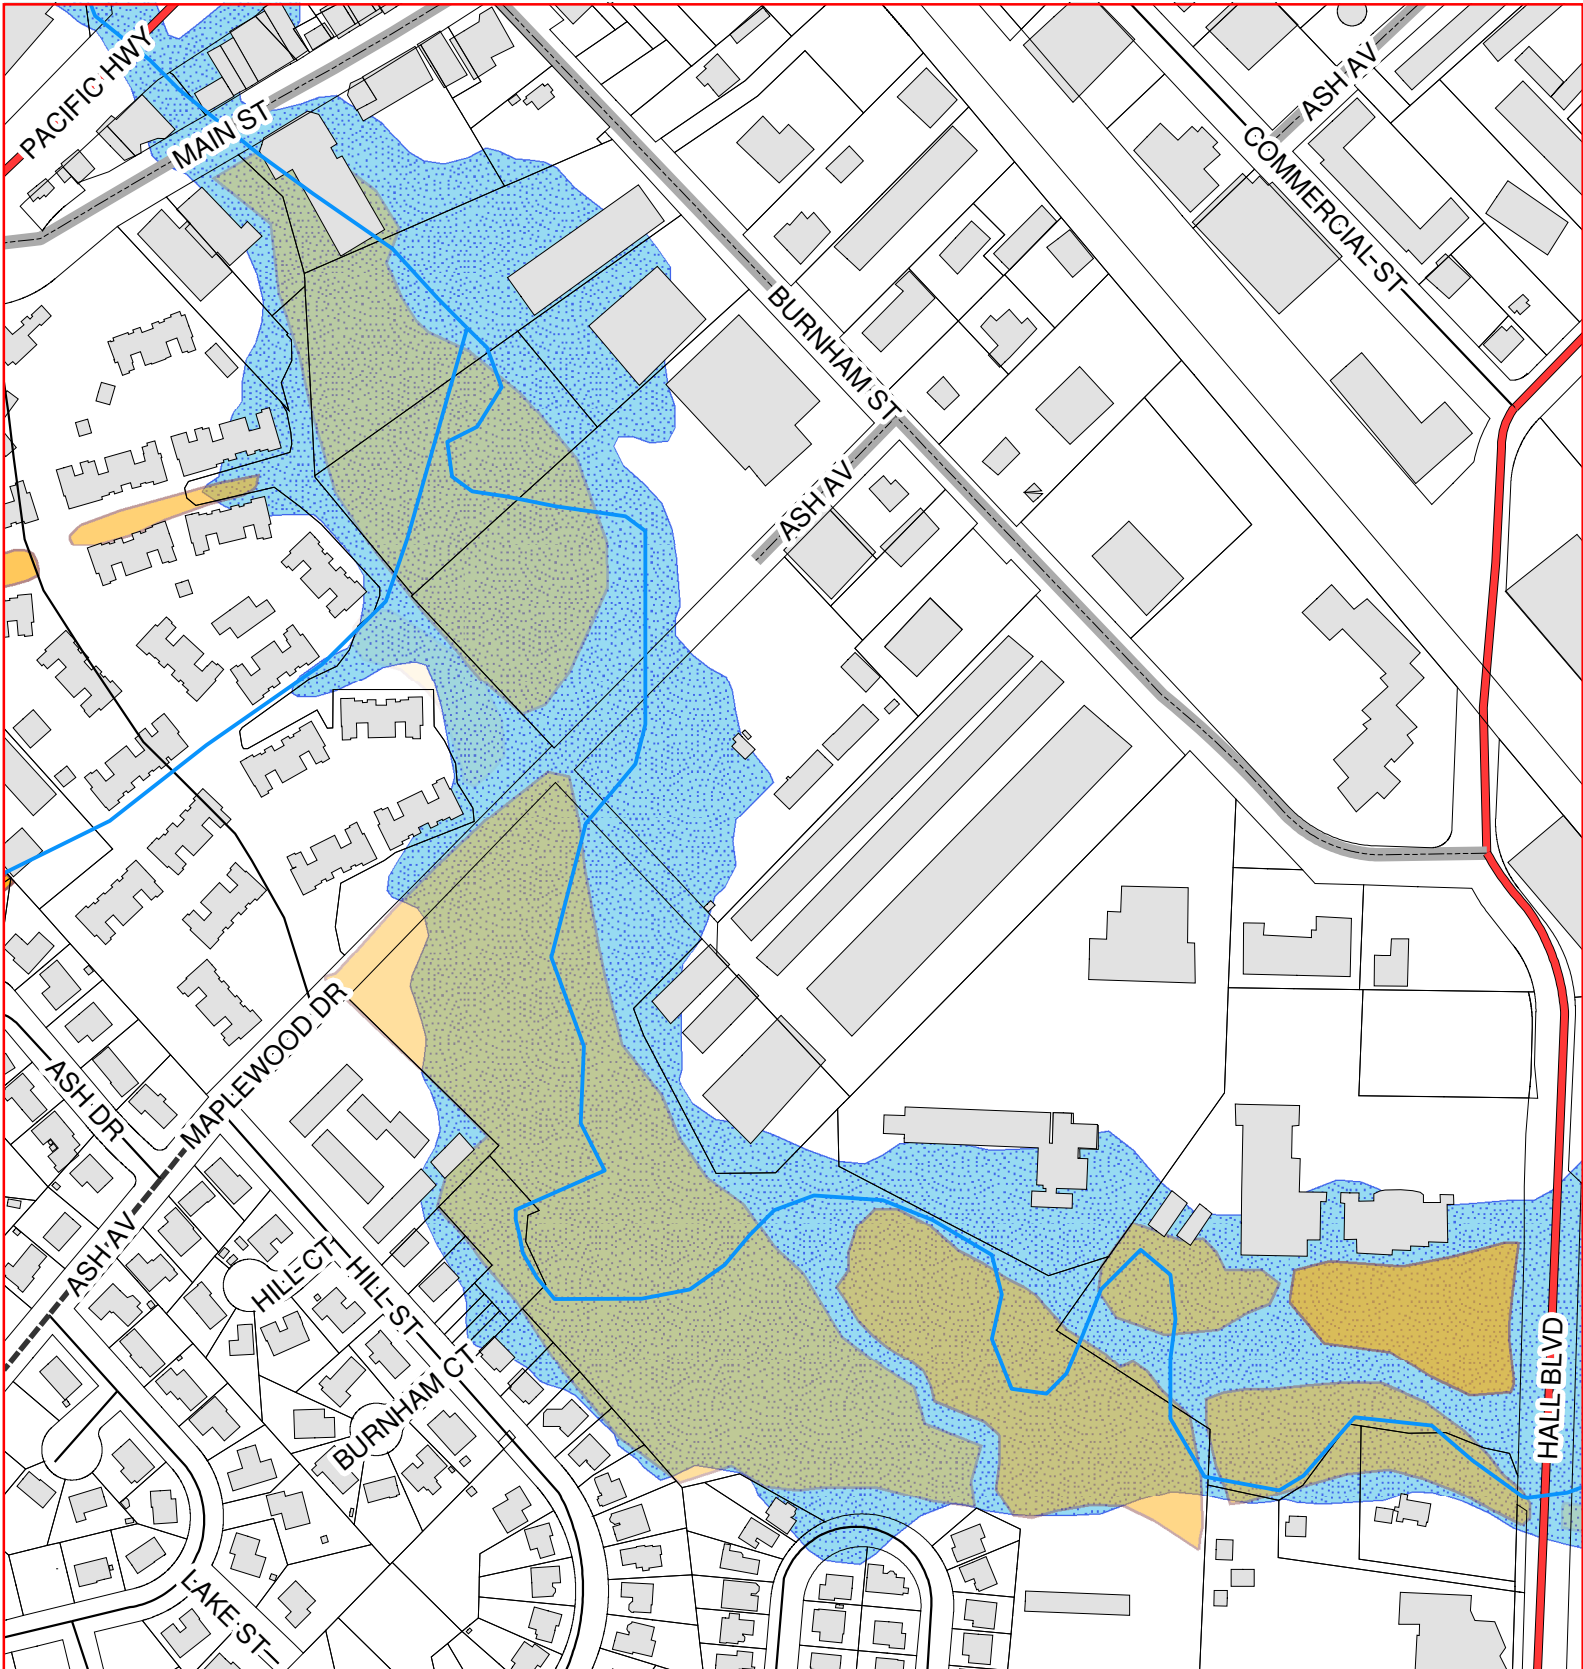 PACIFIC HWY
MAIN ST
ASH AV
COMMERCIAL ST
BURNHAM ST
ASH AV
MAPLEWOOD DR
ASH DR
ASH AV
HILL CT
HILL ST
BURNHAM CT
HALL BLVD
LAKE ST